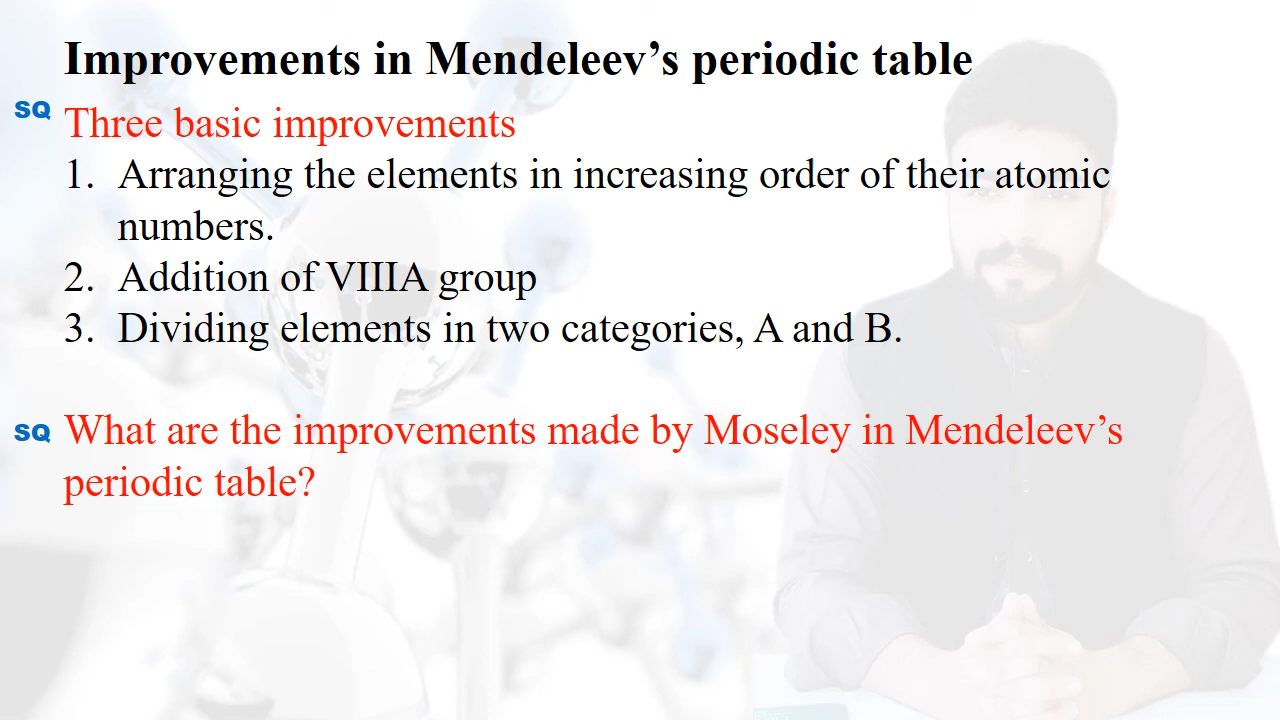 Improvements in Mendeleev’s periodic table
SQ Three basic improvements
1. Arranging the elements in increasing order of their atomic
numbers.
2. Addition of VIIIA group
3. Dividing elements in two categories, A and B.
SQ What are the improvements made by Moseley in Mendeleev’s
periodic table?